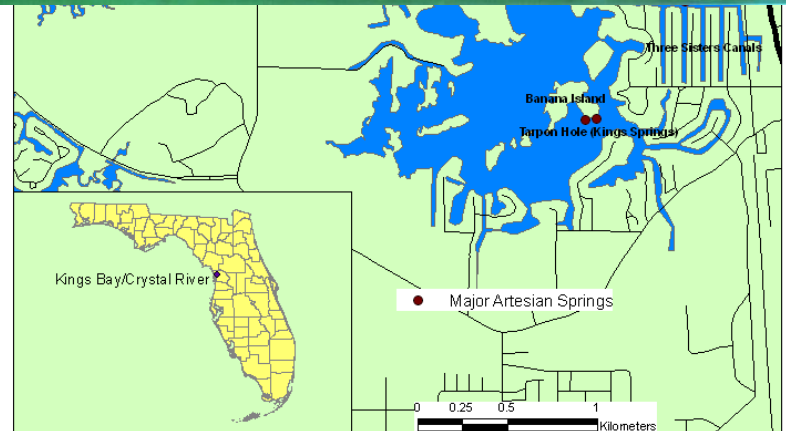 Three Sisters Canals
Banana Island
Tarpon Hole (Kings Springs)
Kings Bay/Crystal River
Major Artesian Springs
0 0.25 0.5 1
Kilometers